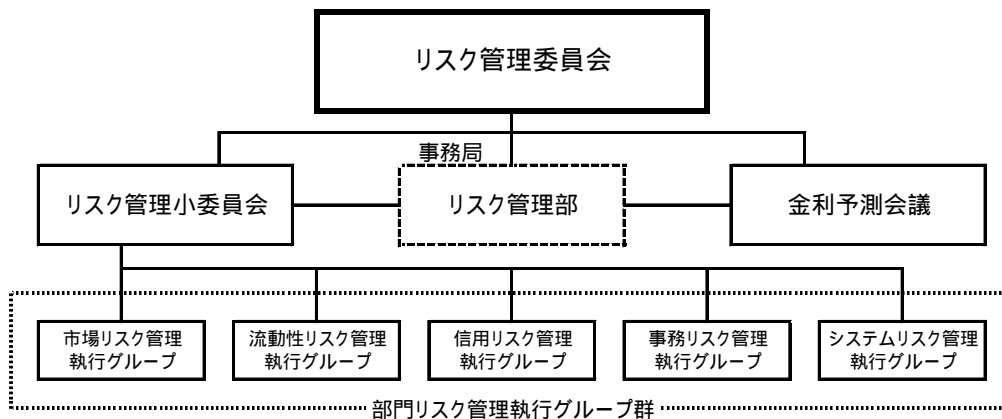 リスク管理委員会
事務局
リスク管理小委員会
リスク管理部
金利予測会議
市場リスク管理
執行グループ
流動性リスク管理
執行グループ
信用リスク管理
執行グループ
事務リスク管理
執行グループ
システムリスク管理
執行グループ
部門リスク管理執行グループ群